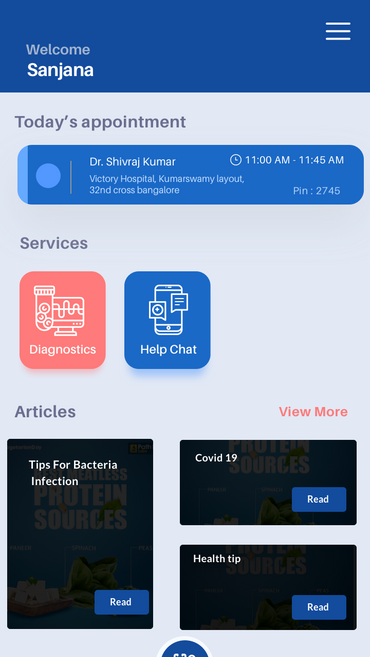 Welcome
Sanjana
Today's appointment
Dr. Shivraj Kumar
11:00 AM - 11:45 AM
Victory Hospital, Kumarswamy layout,
32nd cross bangalore
Pin : 2745
Services
Diagnostics
Help Chat
Articles
View More
Tips For Bacteria
Infection
PROTEIN
SOURCES
Read
Covid 19
PROTEIN
SOURCES
Read
Health tip
PROTEIN
SOURCES
Read